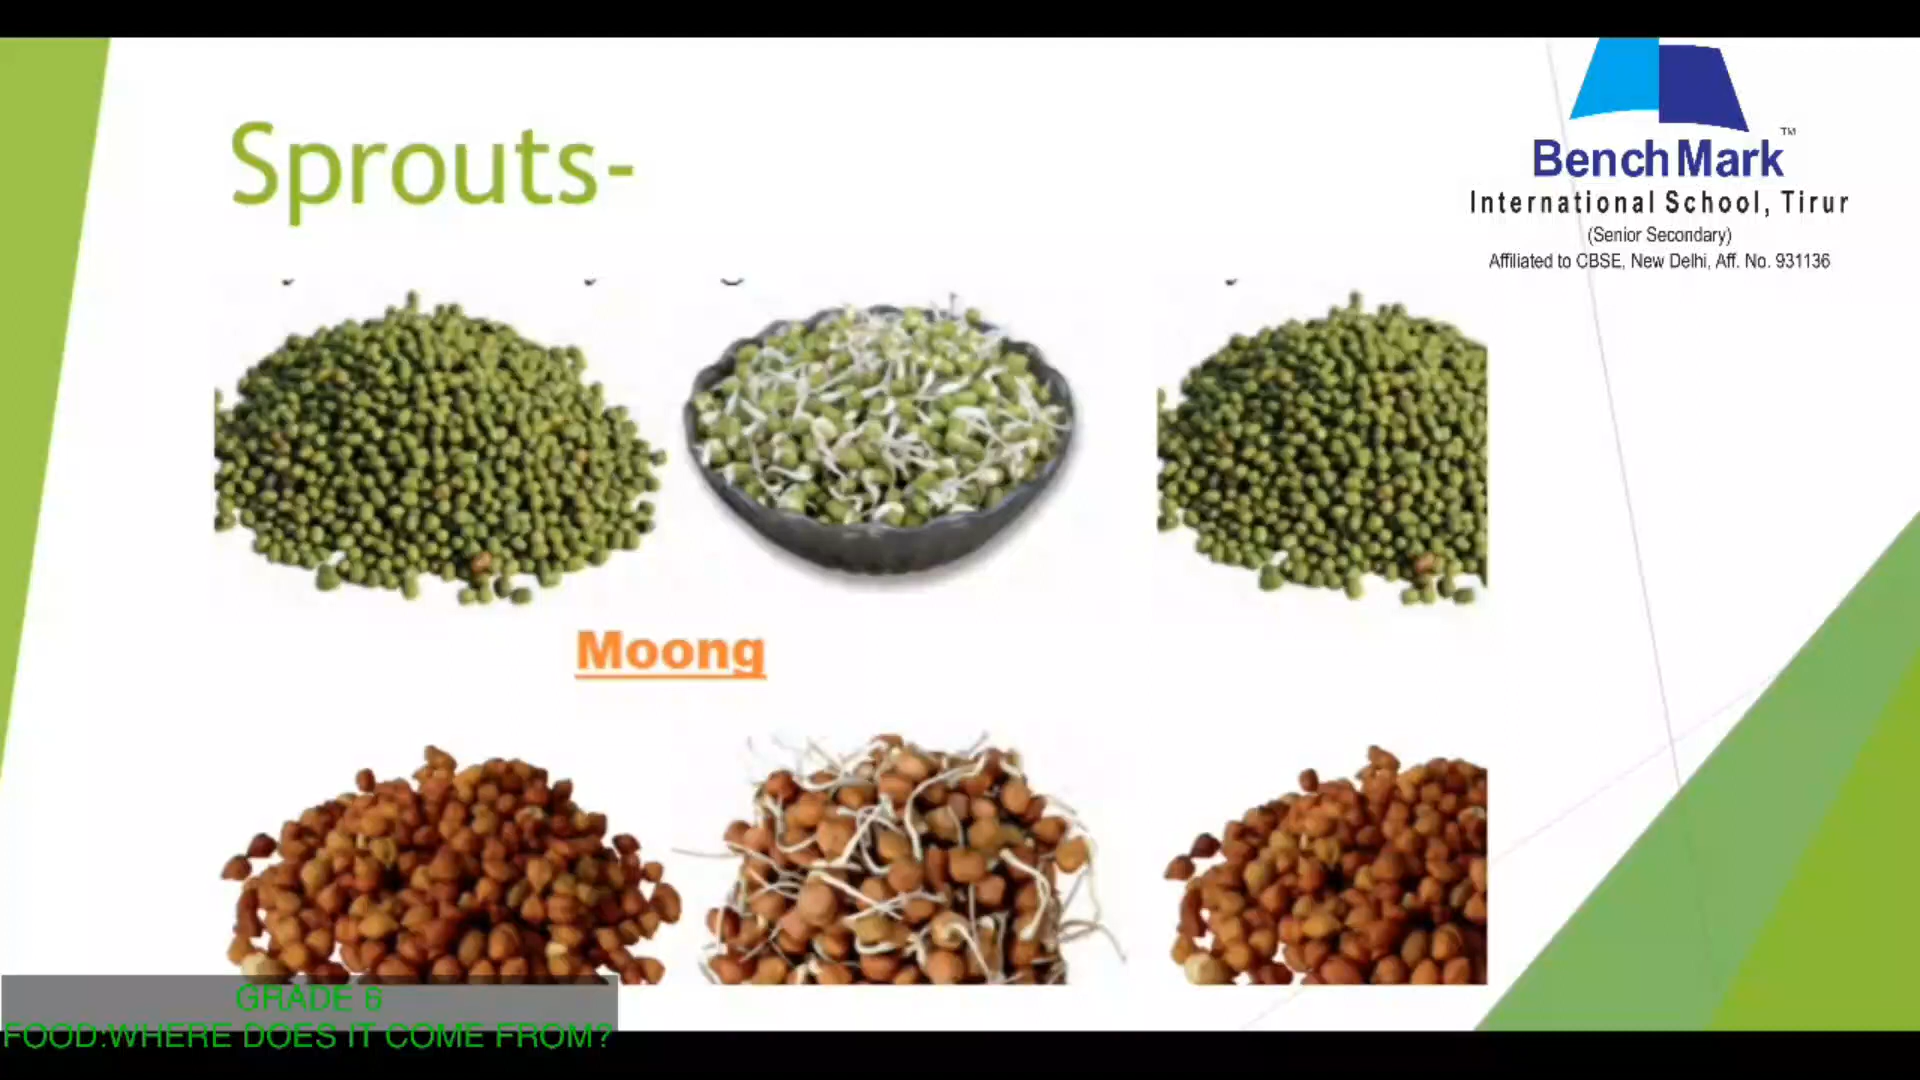 Sprouts-
TM
BenchMark
International School, Tirur
(Senior Secondary)
Affiliated to CBSE, New Delhi, Aff. No. 931136
Moong
GRADE 6
FOOD:WHERE DOES IT COME FROM?